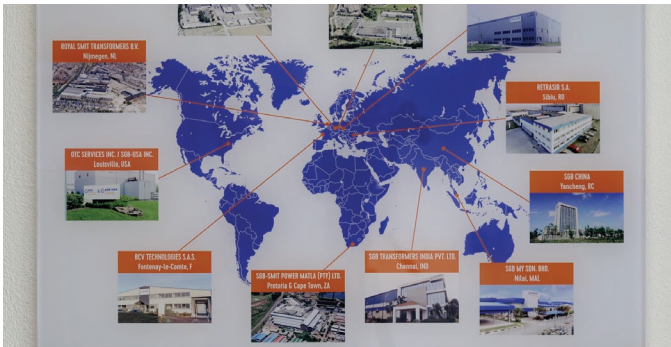 ROYAL SMIT TRANSFORMERS B.V.
Nijmegen, NL
RETRASIB S.A.
Sibiu, RO
OTC SERVICES INC. / SGB-USA INC.
Louisville, USA
SGB CHINA
Yancheng, RC
BCV TECHNOLOGIES S.A.S.
Fontenay-le-Comte, F
SGB-SMIT POWER MATLA (PTY) LTD.
Pretoria & Cape Town, ZA
SGB TRANSFORMERS INDIA PVT. LTD.
Chennai, IND
SGB MY SDN. BHD.
Nilai, MAL